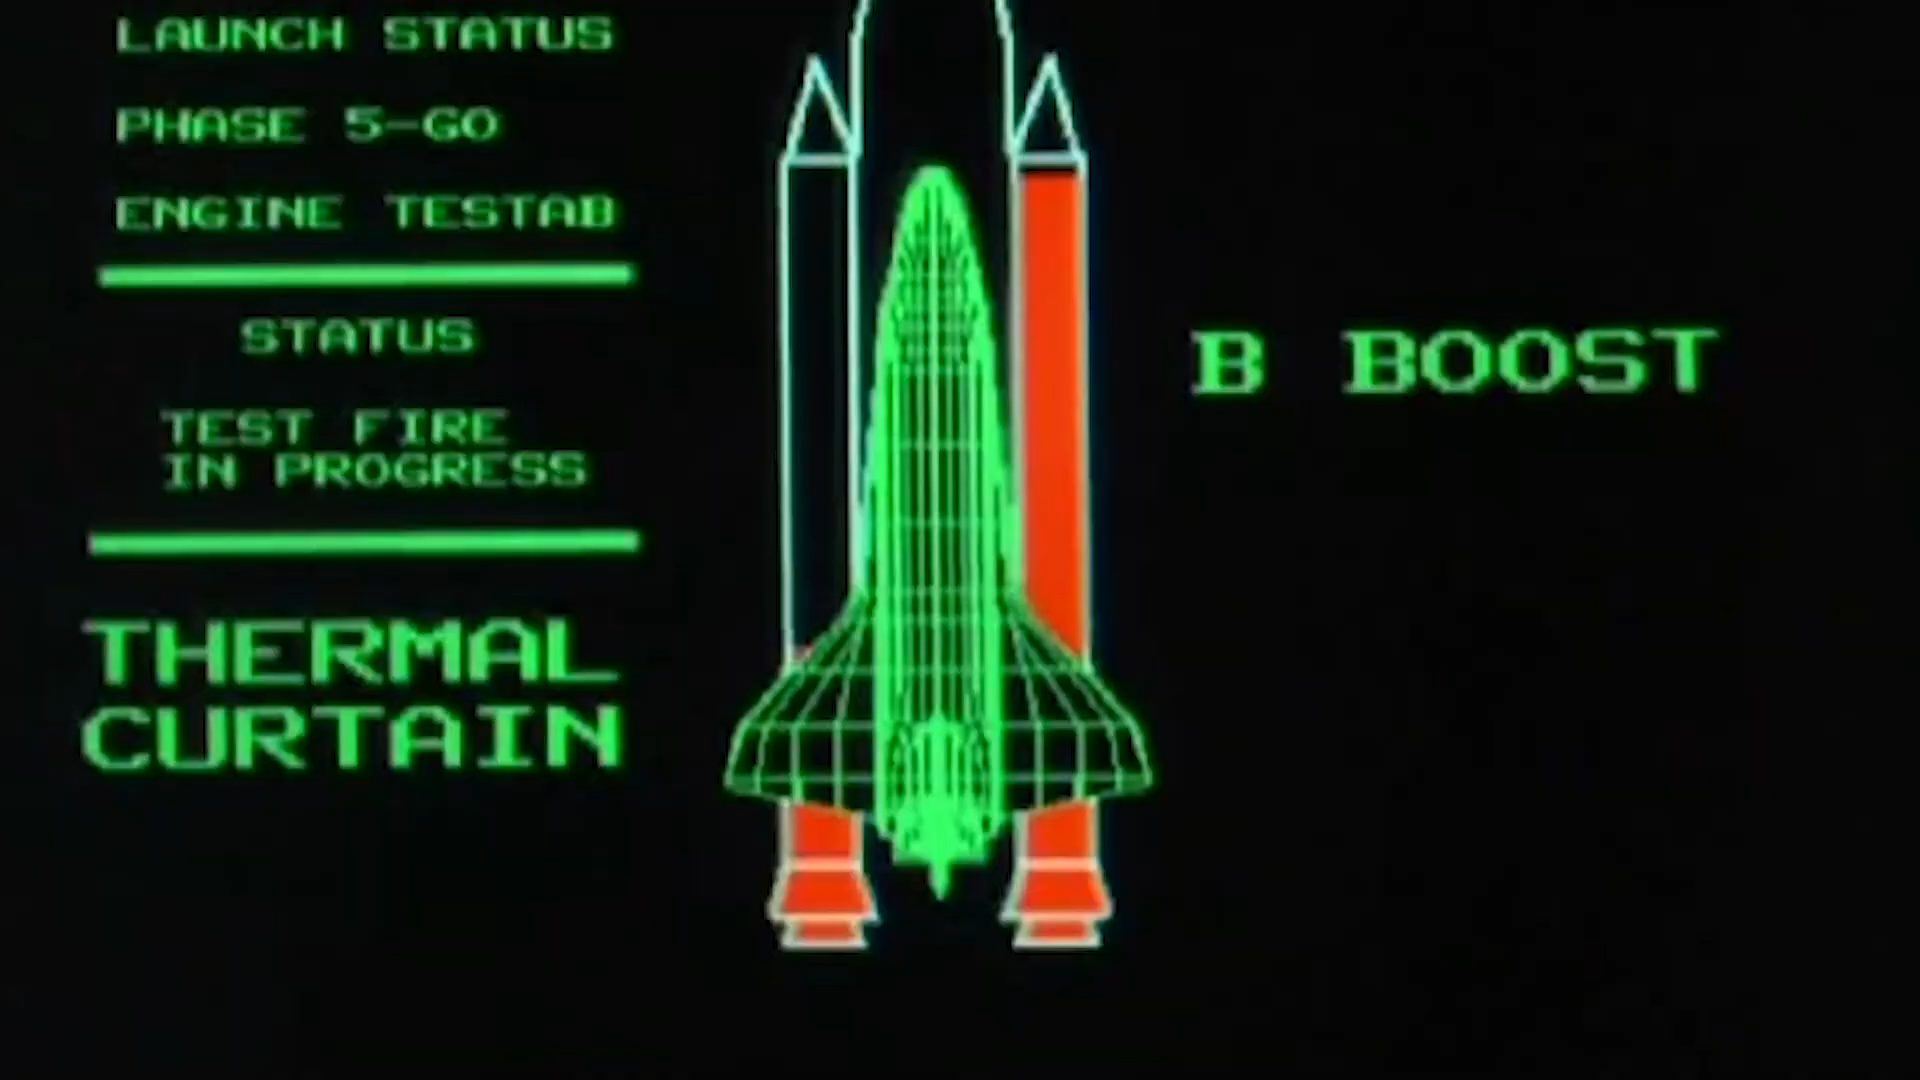 LAUNCH STATUS
PHASE 5-GO
ENGINE TESTAB
STATUS
TEST FIRE
IN PROGRESS
THERMAL
CURTAIN
B BOOST